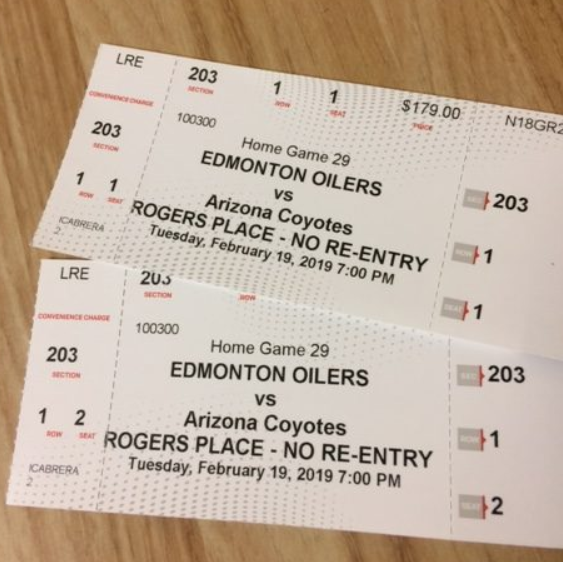 LRE
CONVENIENCE CHARGE
203
SECTION
1 1
ROW SEAT
ICABRERA
2
203
SECTION
1
ROW
1
SEAT
$179.00
PRICE
100300
Home Game 29
EDMONTON OILERS
vs
Arizona Coyotes
ROGERS PLACE - NO RE-ENTRY
Tuesday, February 19, 2019 7:00 PM
N18GR2
SEC 203
ROW 1
SEAT 1
LRE
CONVENIENCE CHARGE
203
SECTION
1 2
ROW SEAT
ICABRERA
2
203
SECTION
ROW
100300
Home Game 29
EDMONTON OILERS
vs
Arizona Coyotes
ROGERS PLACE - NO RE-ENTRY
Tuesday, February 19, 2019 7:00 PM
SEC 203
ROW 1
SEAT 2